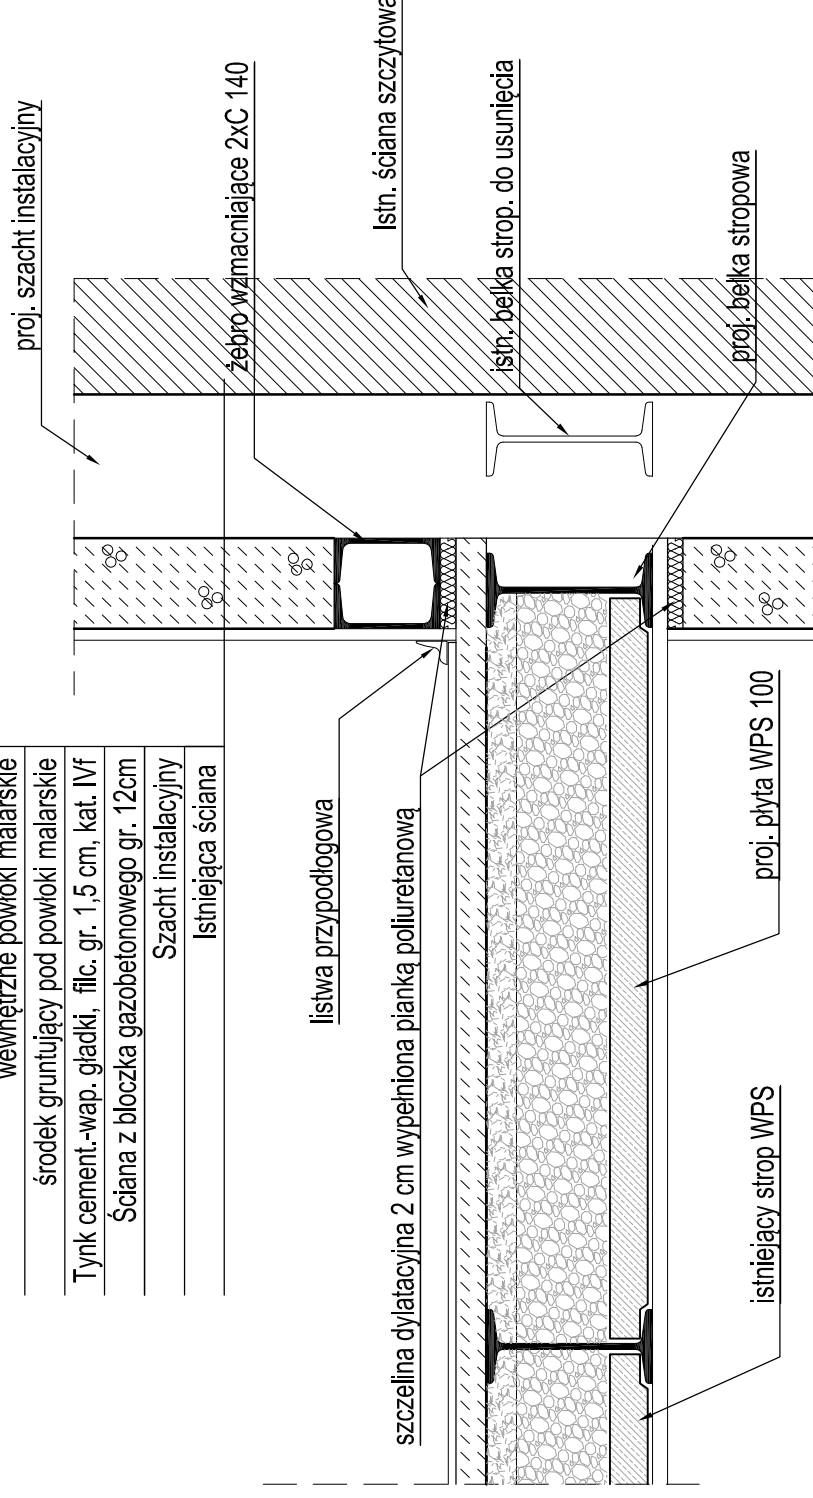 proj. szacht instalacyjny
żebro wzmacniające 2xC 140
Istn. ściana szczytowa
istn. belka strop. do usunięcia
proj. belka stropowa
wewnętrzne powłoki malarskie
środek gruntujący pod powłoki malarskie
Tynk cement.-wap. gładki, filc. gr. 1,5 cm, kat. IVf
Ściana z bloczka gazobetonowego gr. 12cm
Szacht instalacyjny
Istniejąca ściana
listwa przypodłogowa
szczelina dylatacyjna 2 cm wypełniona pianką poliuretanową
proj. płyta WPS 100
istniejący strop WPS